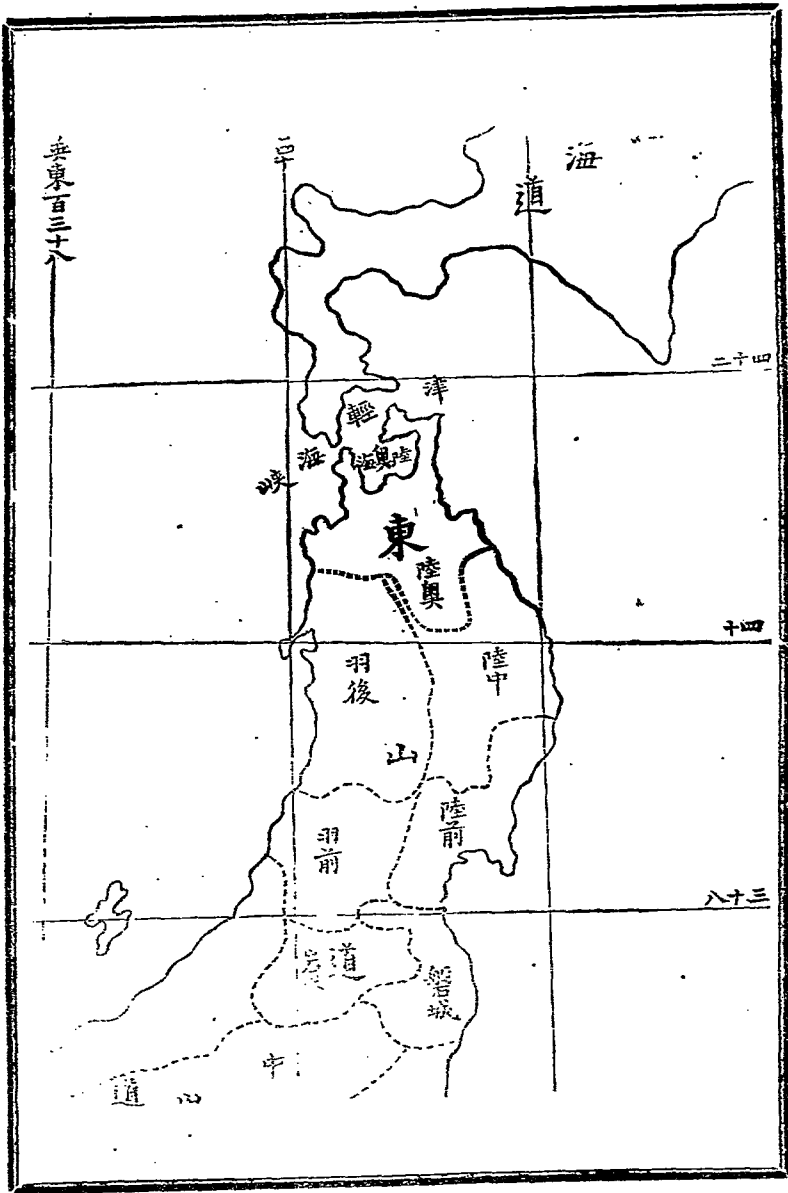 海
道
東百三十八
二十四
津
輕
海
峽
陸奥海
東
陸奥
十四
羽後
陸中
山
羽前
陸前
三十八
道
磐城
中
山
道